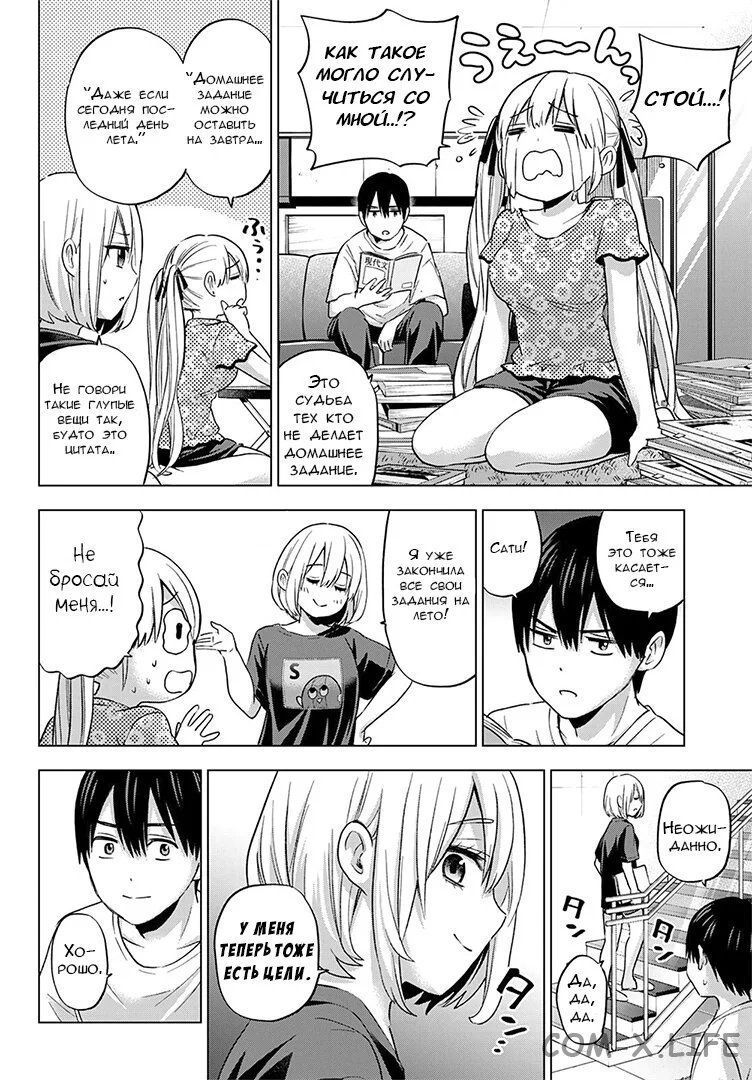 СТОЙ...!
КАК ТАКОЕ
МОГЛО СЛУ-
ЧИТЬСЯ СО
МНОЙ..!?
うえ〜んっ
現代文
ЭТО
СУДЬБА
ТЕХ КТО
НЕ ДЕЛАЕТ
ДОМАШНЕЕ
ЗАДАНИЕ.
"ДОМАШНЕЕ
ЗАДАНИЕ
МОЖНО
ОСТАВИТЬ
НА ЗАВТРА...
"ДАЖЕ ЕСЛИ
СЕГОДНЯ ПОС-
ЛЕДНИЙ ДЕНЬ
ЛЕТА."
ふぅ...
НЕ ГОВОРИ
ТАКИЕ ГЛУПЫЕ
ВЕЩИ ТАК,
БУДТО ЭТО
ЦИТАТА..
ТЕБЯ
ЭТО ТОЖЕ
КАСАЕТ-
СЯ...
САТИ!
Я УЖЕ
ЗАКОНЧИЛА
ВСЕ СВОИ
ЗАДАНИЯ НА
ЛЕТО!
S
НЕ
БРОСАЙ
МЕНЯ...!
НЕОЖИ-
ДАННО.
タン
タン
ДА,
ДА,
ДА.
У МЕНЯ
ТЕПЕРЬ ТОЖЕ
ЕСТЬ ЦЕЛИ.
ХО-
РОШО.
COM-X.LIFE